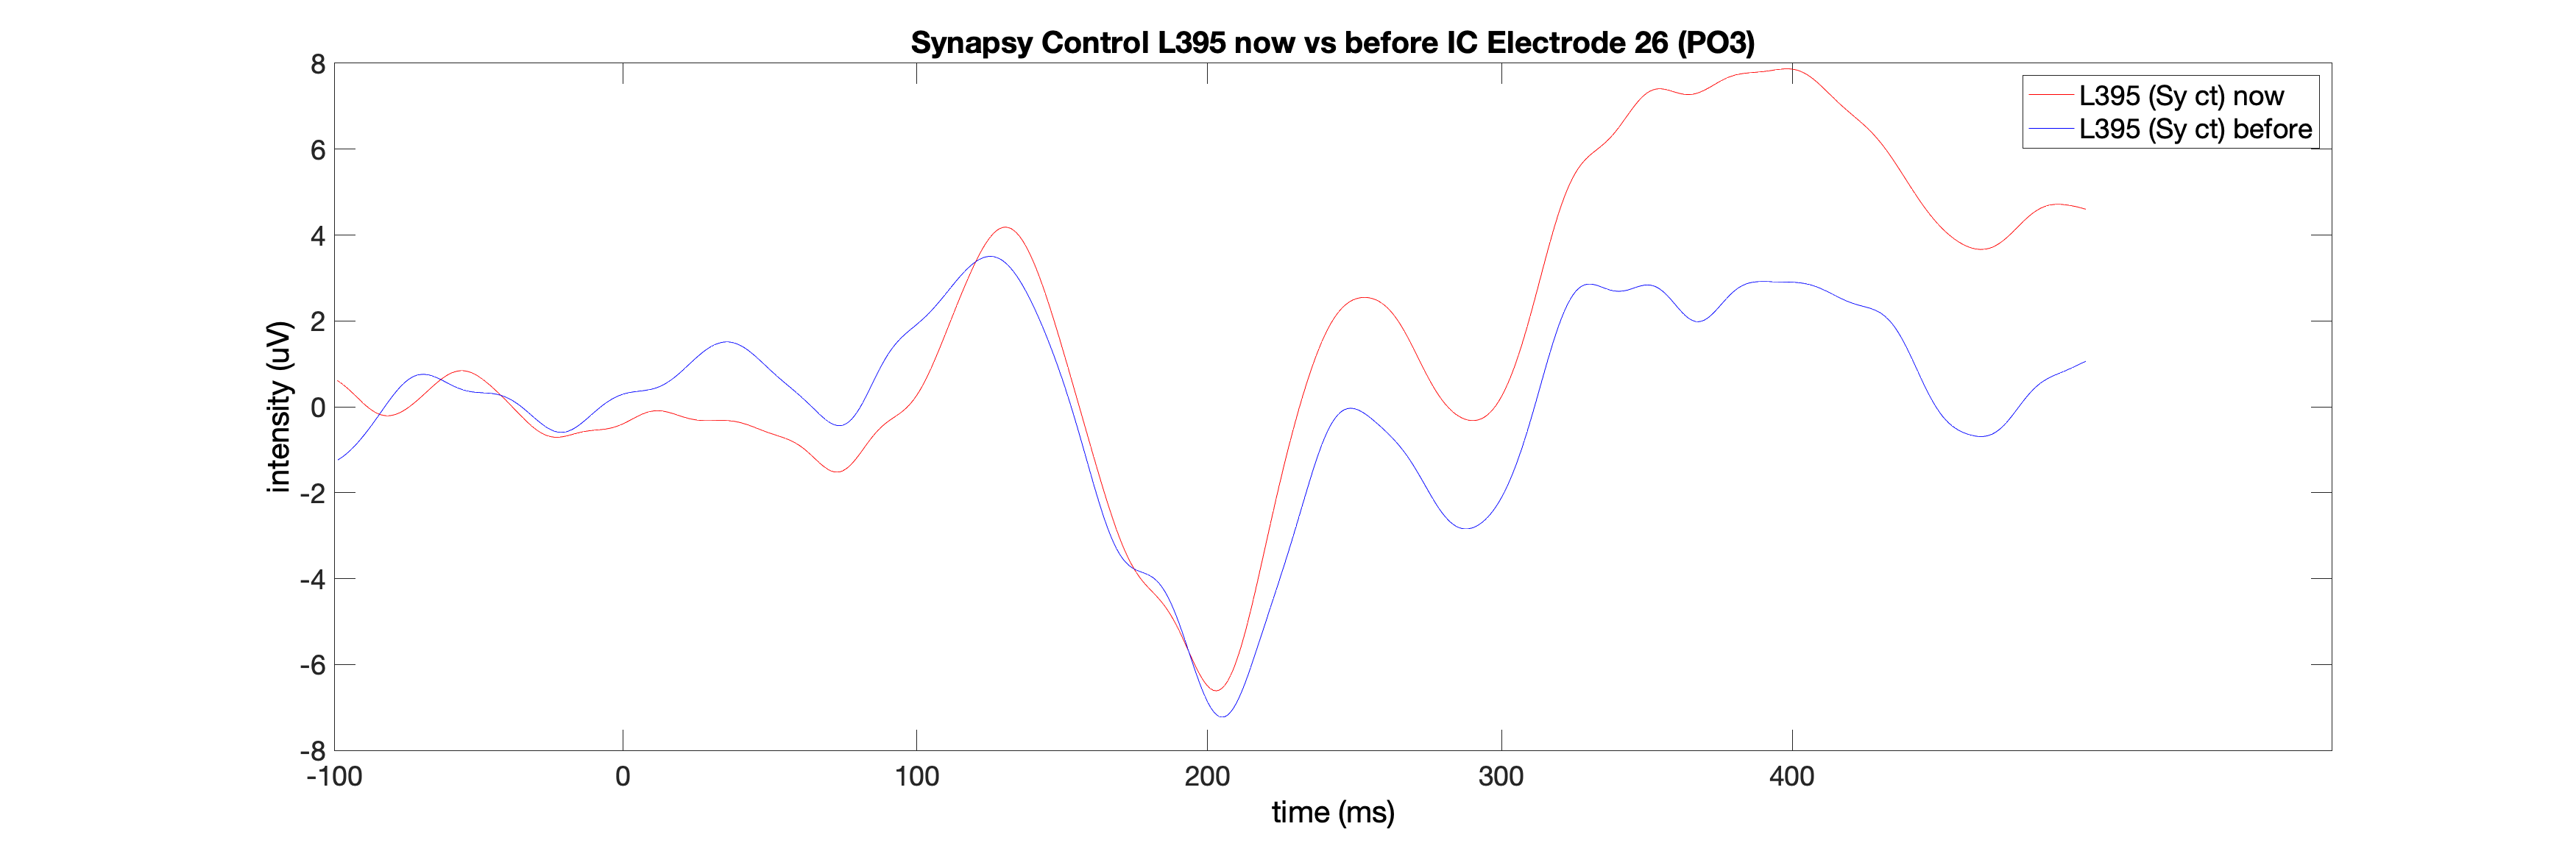 Synapsy Control L395 now vs before IC Electrode 26 (PO3)
L395 (Sy ct) now
L395 (Sy ct) before
intensity (uV)
8
6
4
2
0
-2
-4
-6
-8
-100 0 100 200 300 400
time (ms)